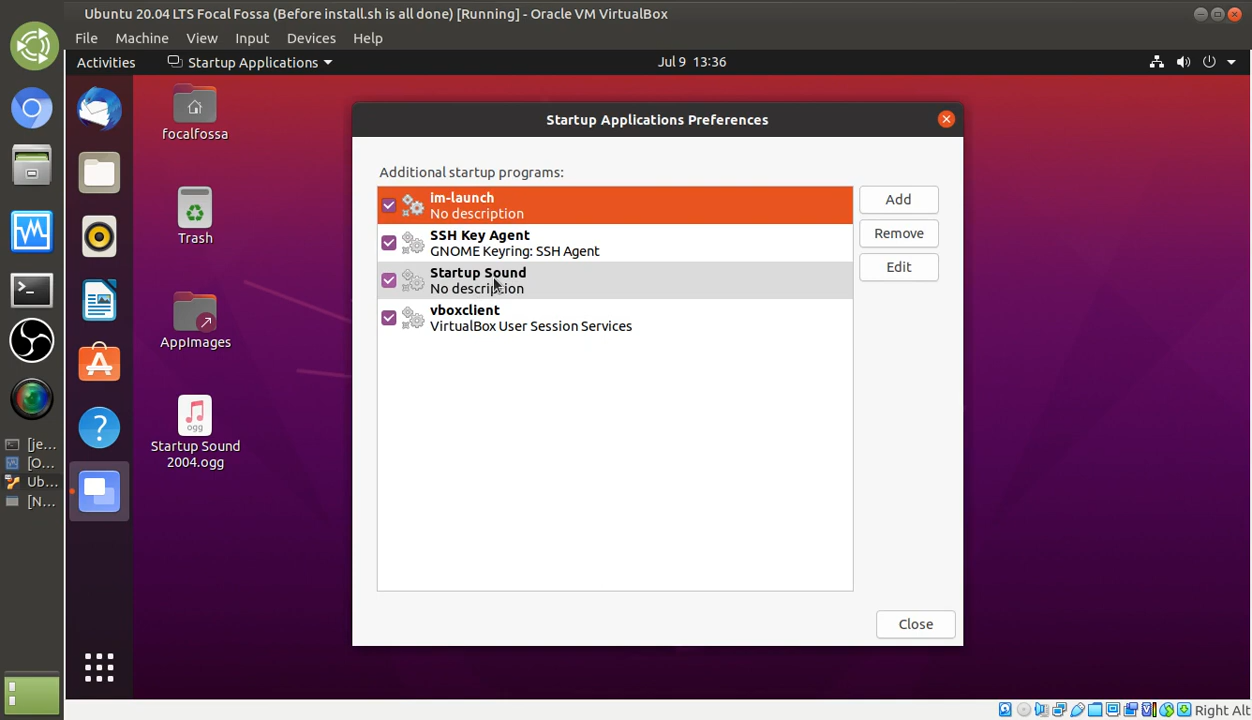 Ubuntu 20.04 LTS Focal Fossa (Before install.sh is all done) [Running] - Oracle VM VirtualBox
File Machine View Input Devices Help
Activities Startup Applications Jul 9 13:36
focalfossa
Trash
AppImages
ogg
Startup Sound
2004.ogg
?
Startup Applications Preferences
Additional startup programs:
im-launch
No description
SSH Key Agent
GNOME Keyring: SSH Agent
Startup Sound
No description
vboxclient
VirtualBox User Session Services
Add
Remove
Edit
Close
[je...
[O...
Ub...
[N...
Right Alt